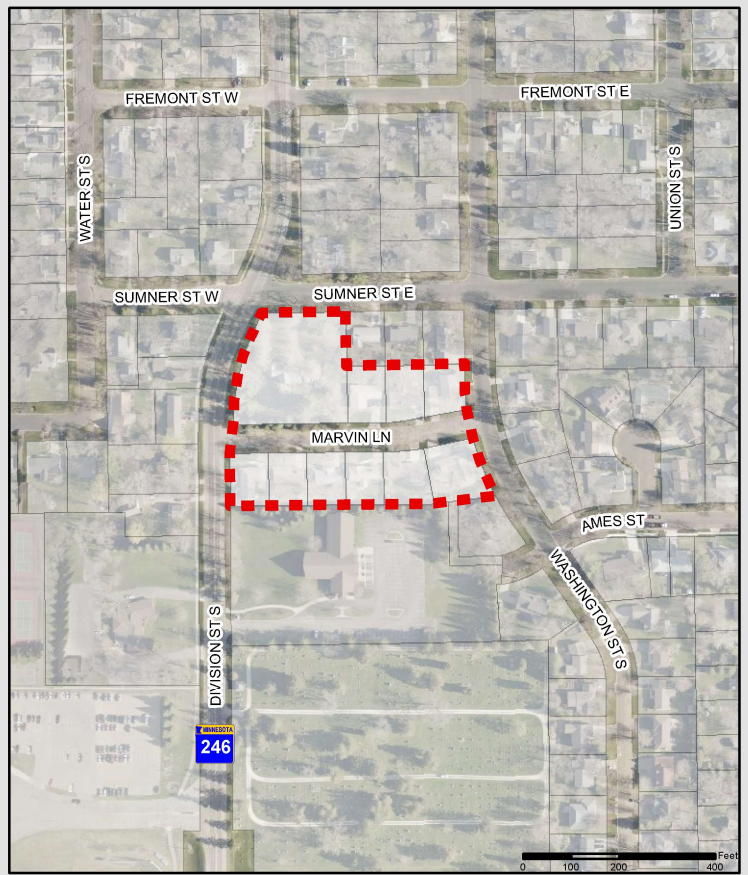 FREMONT ST W
FREMONT ST E
WATER ST S
UNION ST S
SUMNER ST W
SUMNER ST E
MARVIN LN
AMES ST
WASHINGTON ST S
DIVISION ST S
MINNESOTA
246
Feet
0 100 200 400